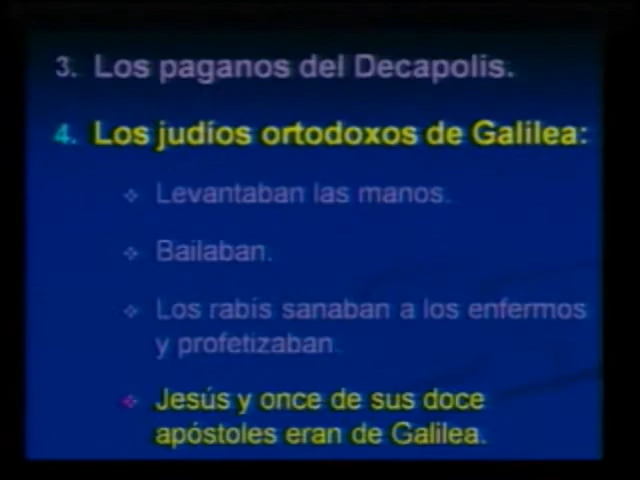 3. Los paganos del Decapolis.
4. Los judíos ortodoxos de Galilea:
Levantaban las manos.
Bailaban.
Los rabís sanaban a los enfermos
y profetizaban.
Jesús y once de sus doce
apóstoles eran de Galilea.